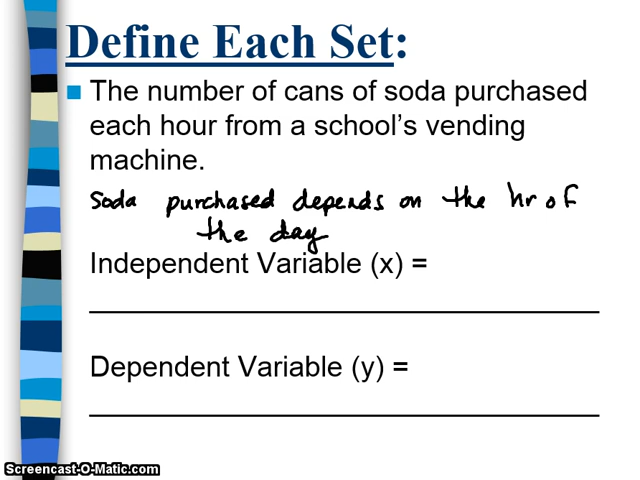 Define Each Set:
The number of cans of soda purchased
each hour from a school's vending
machine.
Soda purchased depends on the hr of
the day
Independent Variable (x) =
Dependent Variable (y) =
Screencast-O-Matic.com